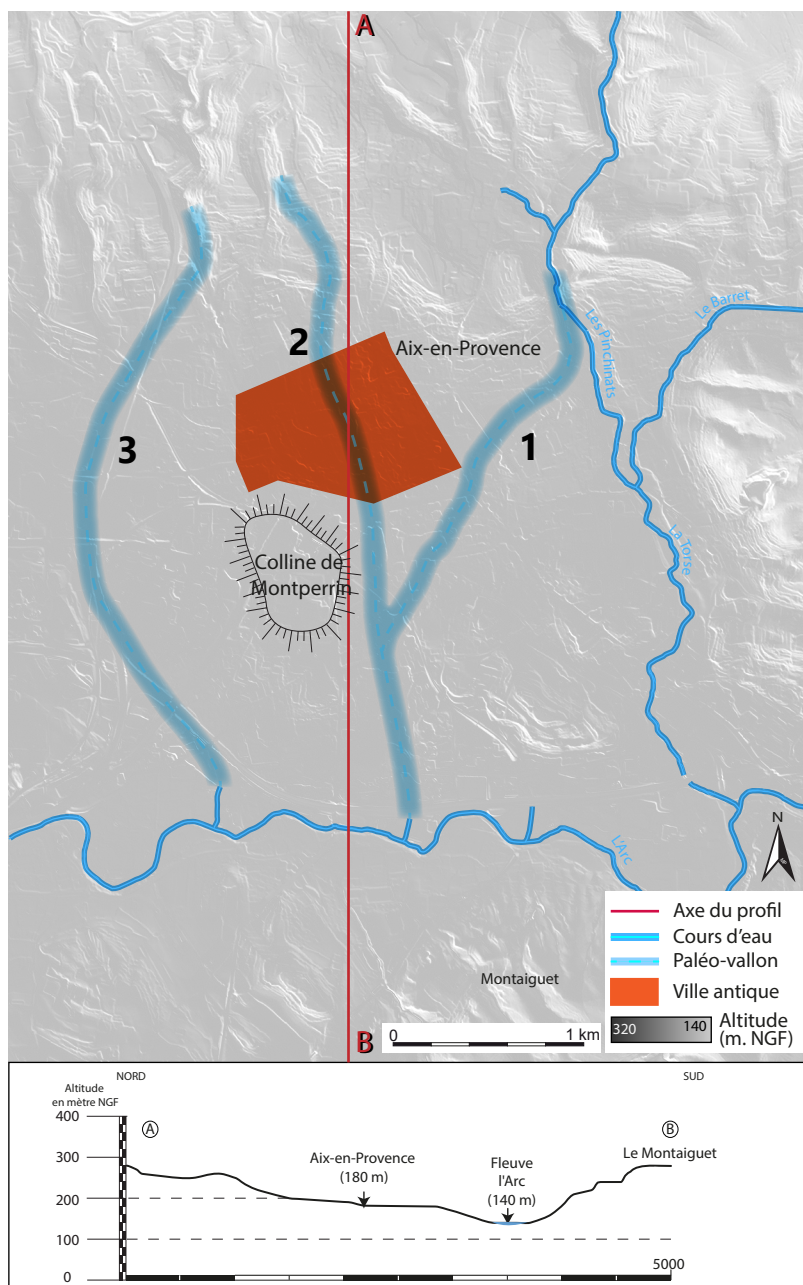 A
Aix-en-Provence
Les Pinchinats
Le Barret
2
1
3
Colline de
Montperrin
La Torse
L'Arc
N
Montaiguet
B
0
1 km
Axe du profil
Cours d'eau
Paléo-vallon
Ville antique
320
140
Altitude
(m. NGF)
NORD
SUD
Altitude
en mètre NGF
400
300
200
100
0
A
Aix-en-Provence
(180 m)
Fleuve
l'Arc
(140 m)
B
Le Montaiguet
5000